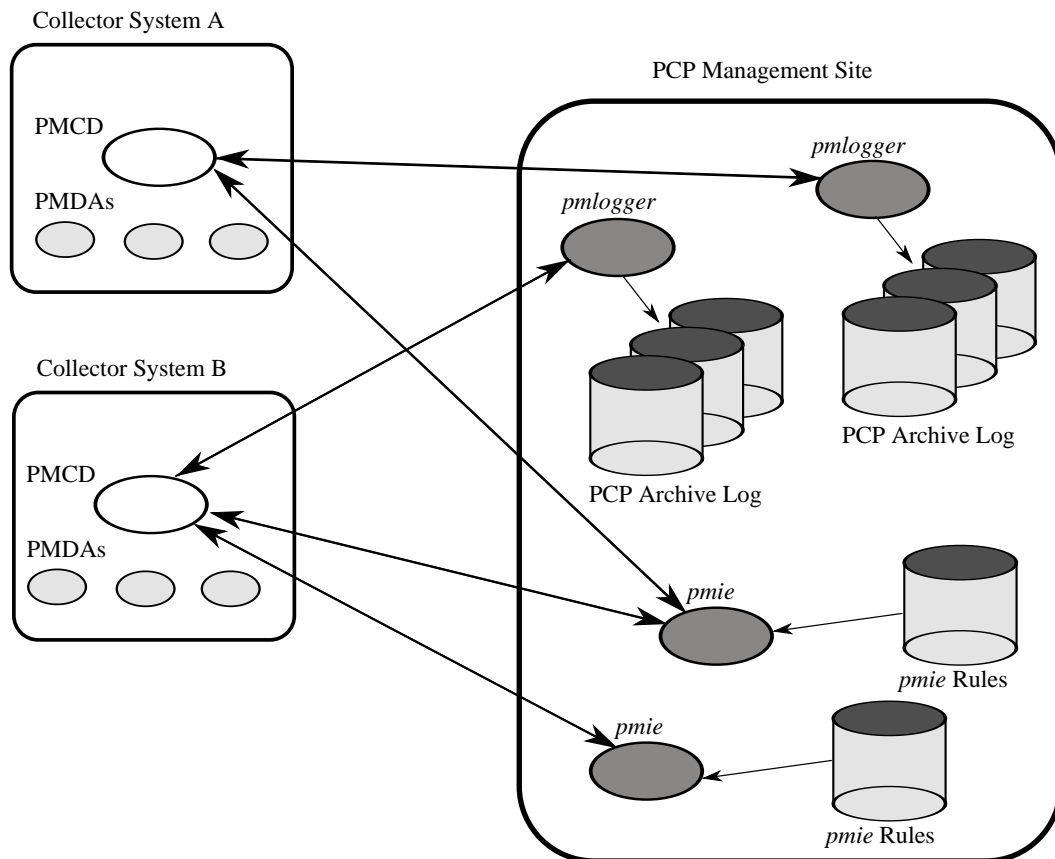 Collector System A
PMCD
PMDAs
Collector System B
PMCD
PMDAs
PCP Management Site
pmlogger
pmlogger
PCP Archive Log
PCP Archive Log
pmie
pmie Rules
pmie
pmie Rules